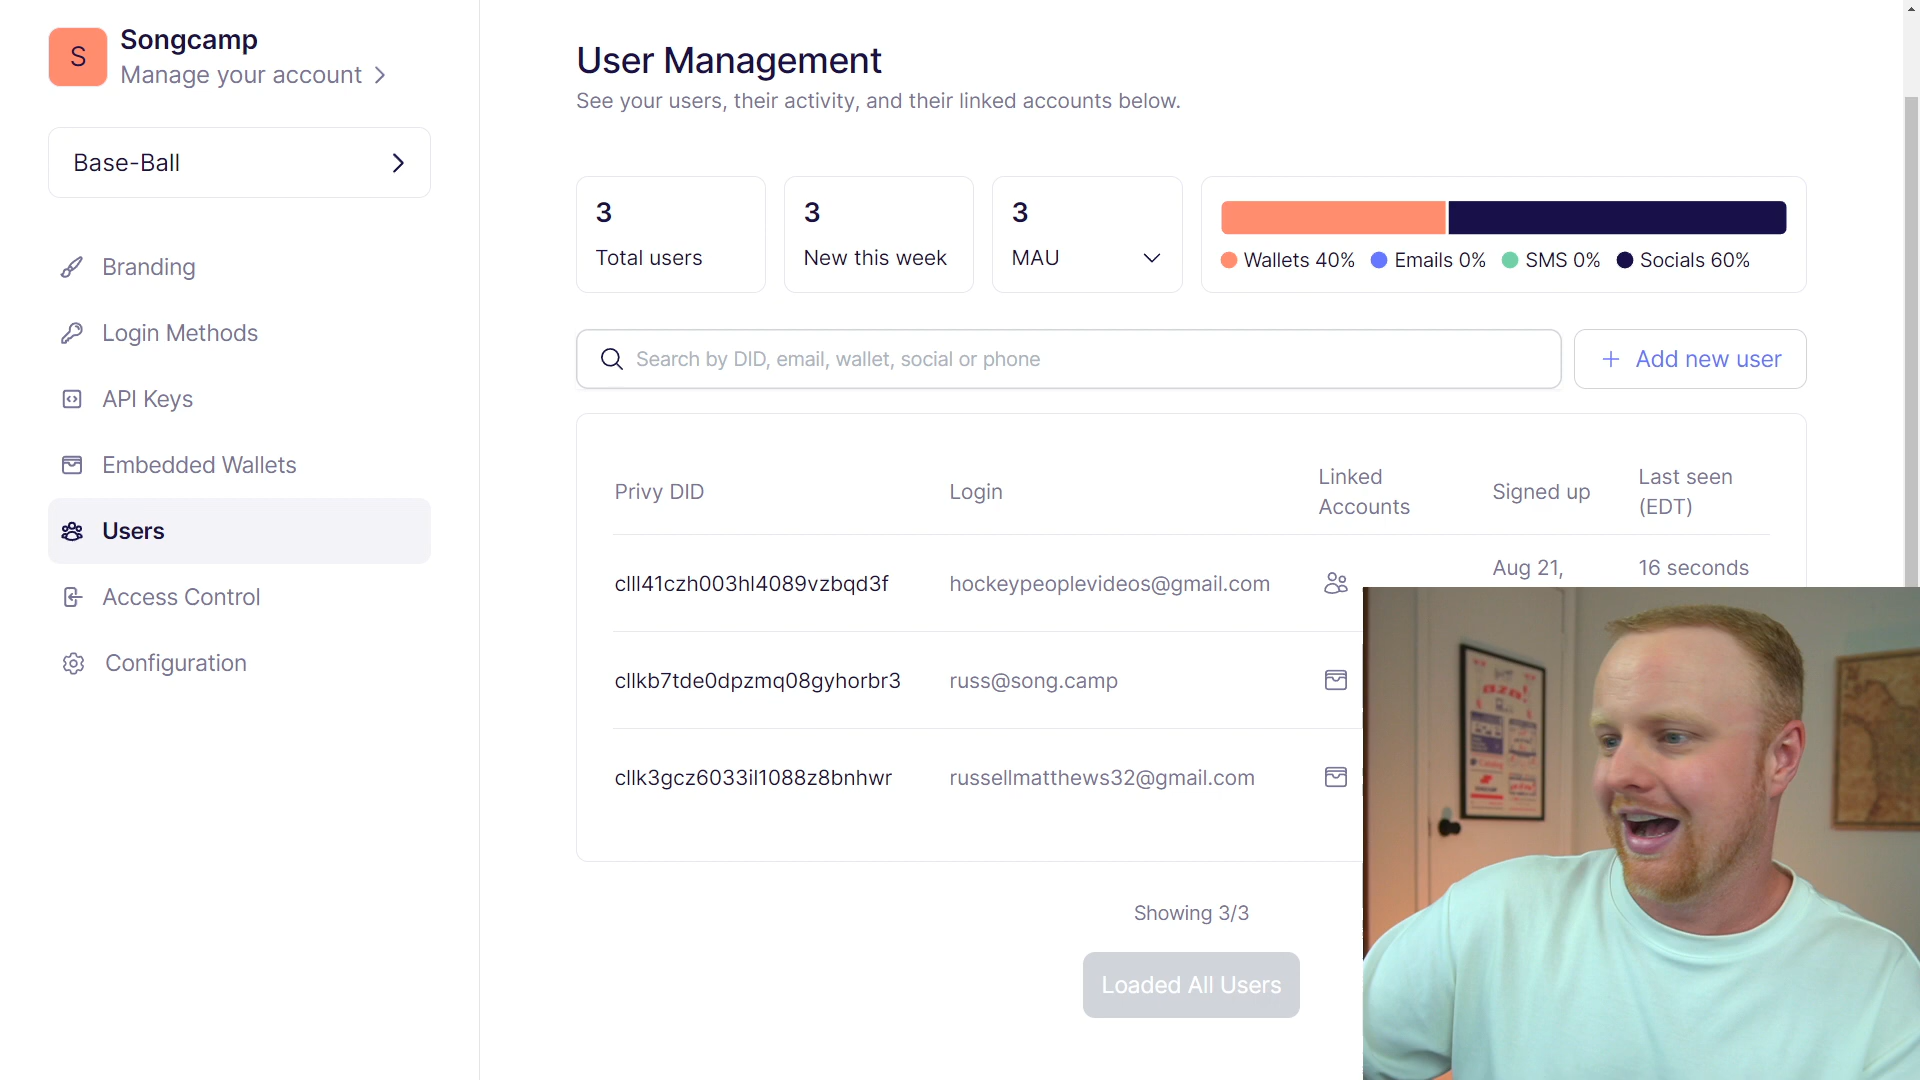 S
Songcamp
Manage your account
Base-Ball
Branding
Login Methods
API Keys
Embedded Wallets
Users
Access Control
Configuration
User Management
See your users, their activity, and their linked accounts below.
3
Total users
3
New this week
3
MAU
Wallets 40% Emails 0% SMS 0% Socials 60%
Search by DID, email, wallet, social or phone
+ Add new user
Privy DID Login Linked Accounts Signed up Last seen (EDT)
clll41czh003hl4089vzbqd3f hockeypeoplevideos@gmail.com Aug 21, 16 seconds
cllkb7tde0dpzmq08gyhorbr3 russ@song.camp
cllk3gcz6033il1088z8bnhwr russellmatthews32@gmail.com
Showing 3/3
Loaded All Users